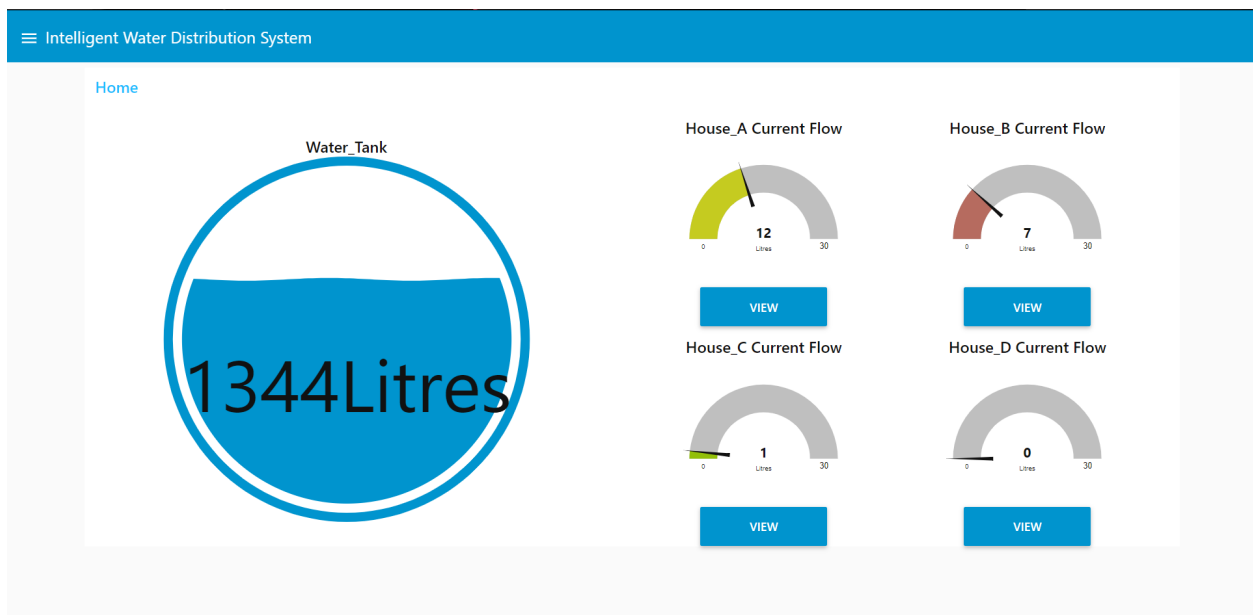 Intelligent Water Distribution System
Home
Water_Tank
1344Litres
House_A Current Flow
12
Litres
0
30
VIEW
House_B Current Flow
7
Litres
0
30
VIEW
House_C Current Flow
1
Litres
0
30
VIEW
House_D Current Flow
0
Litres
0
30
VIEW